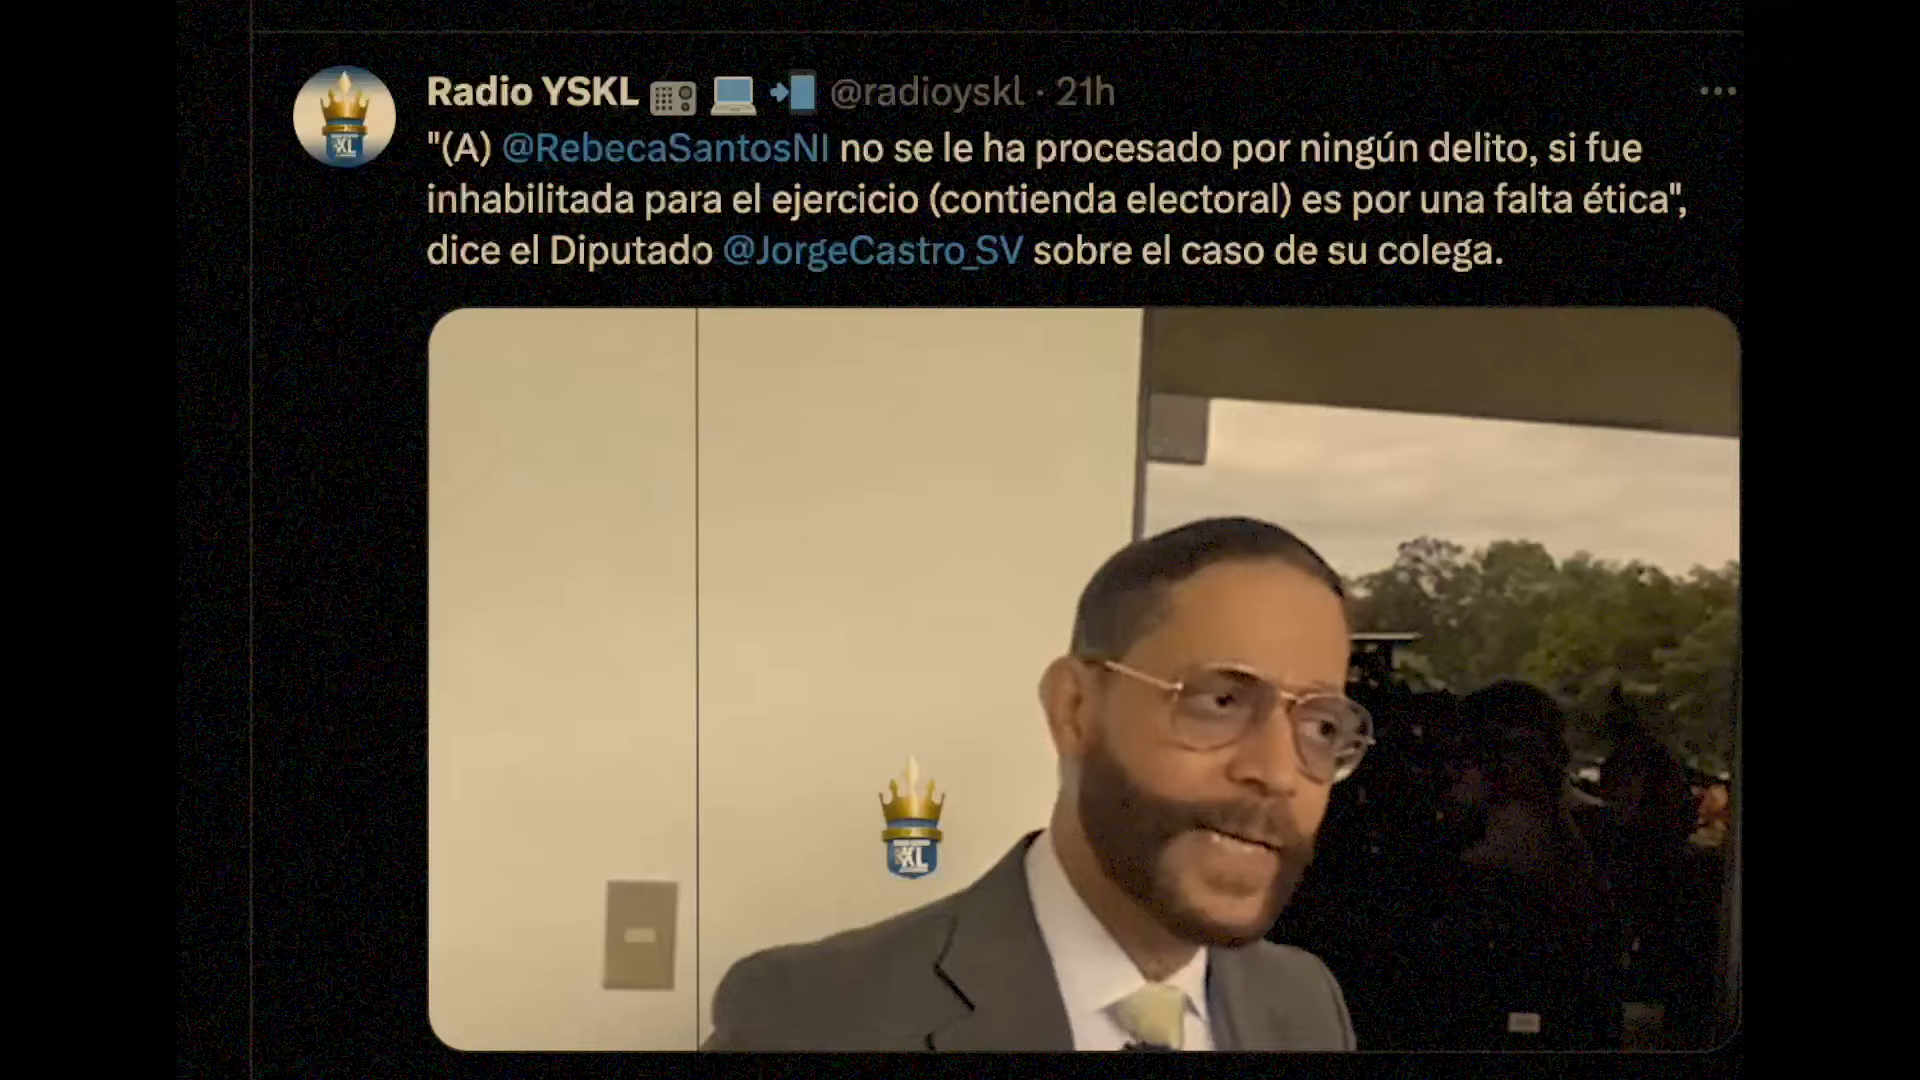 Radio YSKL @radioyskl · 21h
"(A) @RebecaSantosNI no se le ha procesado por ningún delito, si fue
inhabilitada para el ejercicio (contienda electoral) es por una falta ética",
dice el Diputado @JorgeCastro_SV sobre el caso de su colega.
KL